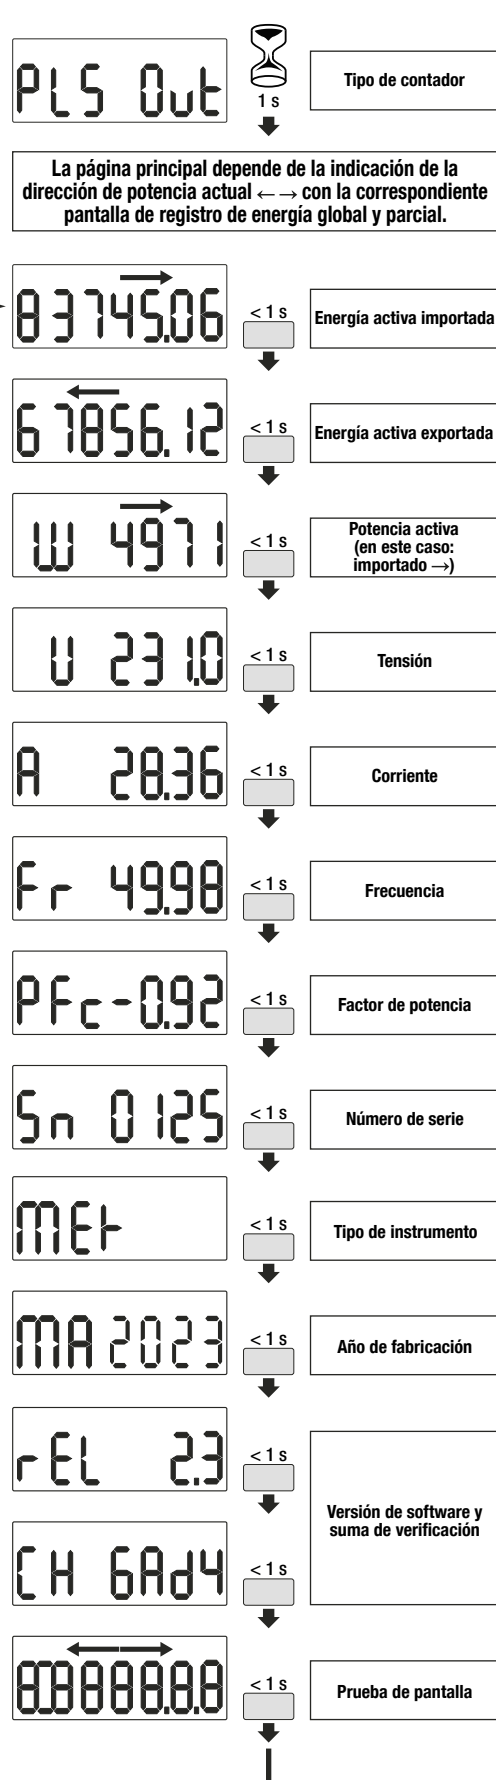 PLS Out
1 s
Tipo de contador
La página principal depende de la indicación de la
dirección de potencia actual ←→ con la correspondiente
pantalla de registro de energía global y parcial.
→
83745.06
< 1 s
Energía activa importada
←
67856.12
< 1 s
Energía activa exportada
→
W 4971
< 1 s
Potencia activa
(en este caso:
importado →)
U 231.0
< 1 s
Tensión
A 28.36
< 1 s
Corriente
Fr 49.98
< 1 s
Frecuencia
PFc-0.92
< 1 s
Factor de potencia
Sn 0125
< 1 s
Número de serie
MEt
< 1 s
Tipo de instrumento
MA 2023
< 1 s
Año de fabricación
rEL 2.3
< 1 s
Versión de software y
suma de verificación
CH 6Ad4
< 1 s
← →
8.8.8888.8.8
< 1 s
Prueba de pantalla